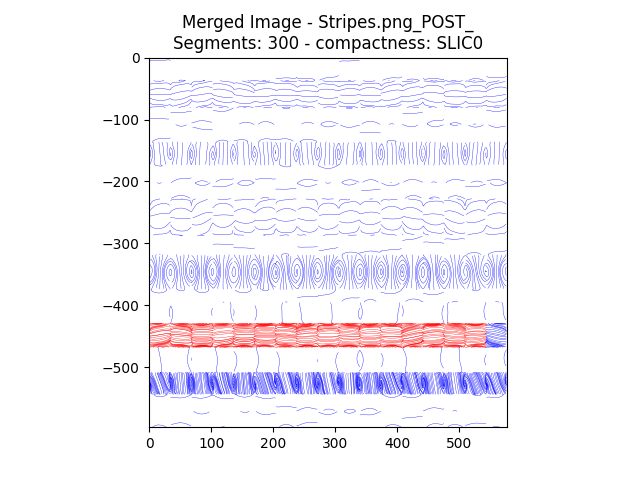 Merged Image - Stripes.png_POST_
Segments: 300 - compactness: SLIC0
0
−100
−200
−300
−400
−500
0 100 200 300 400 500